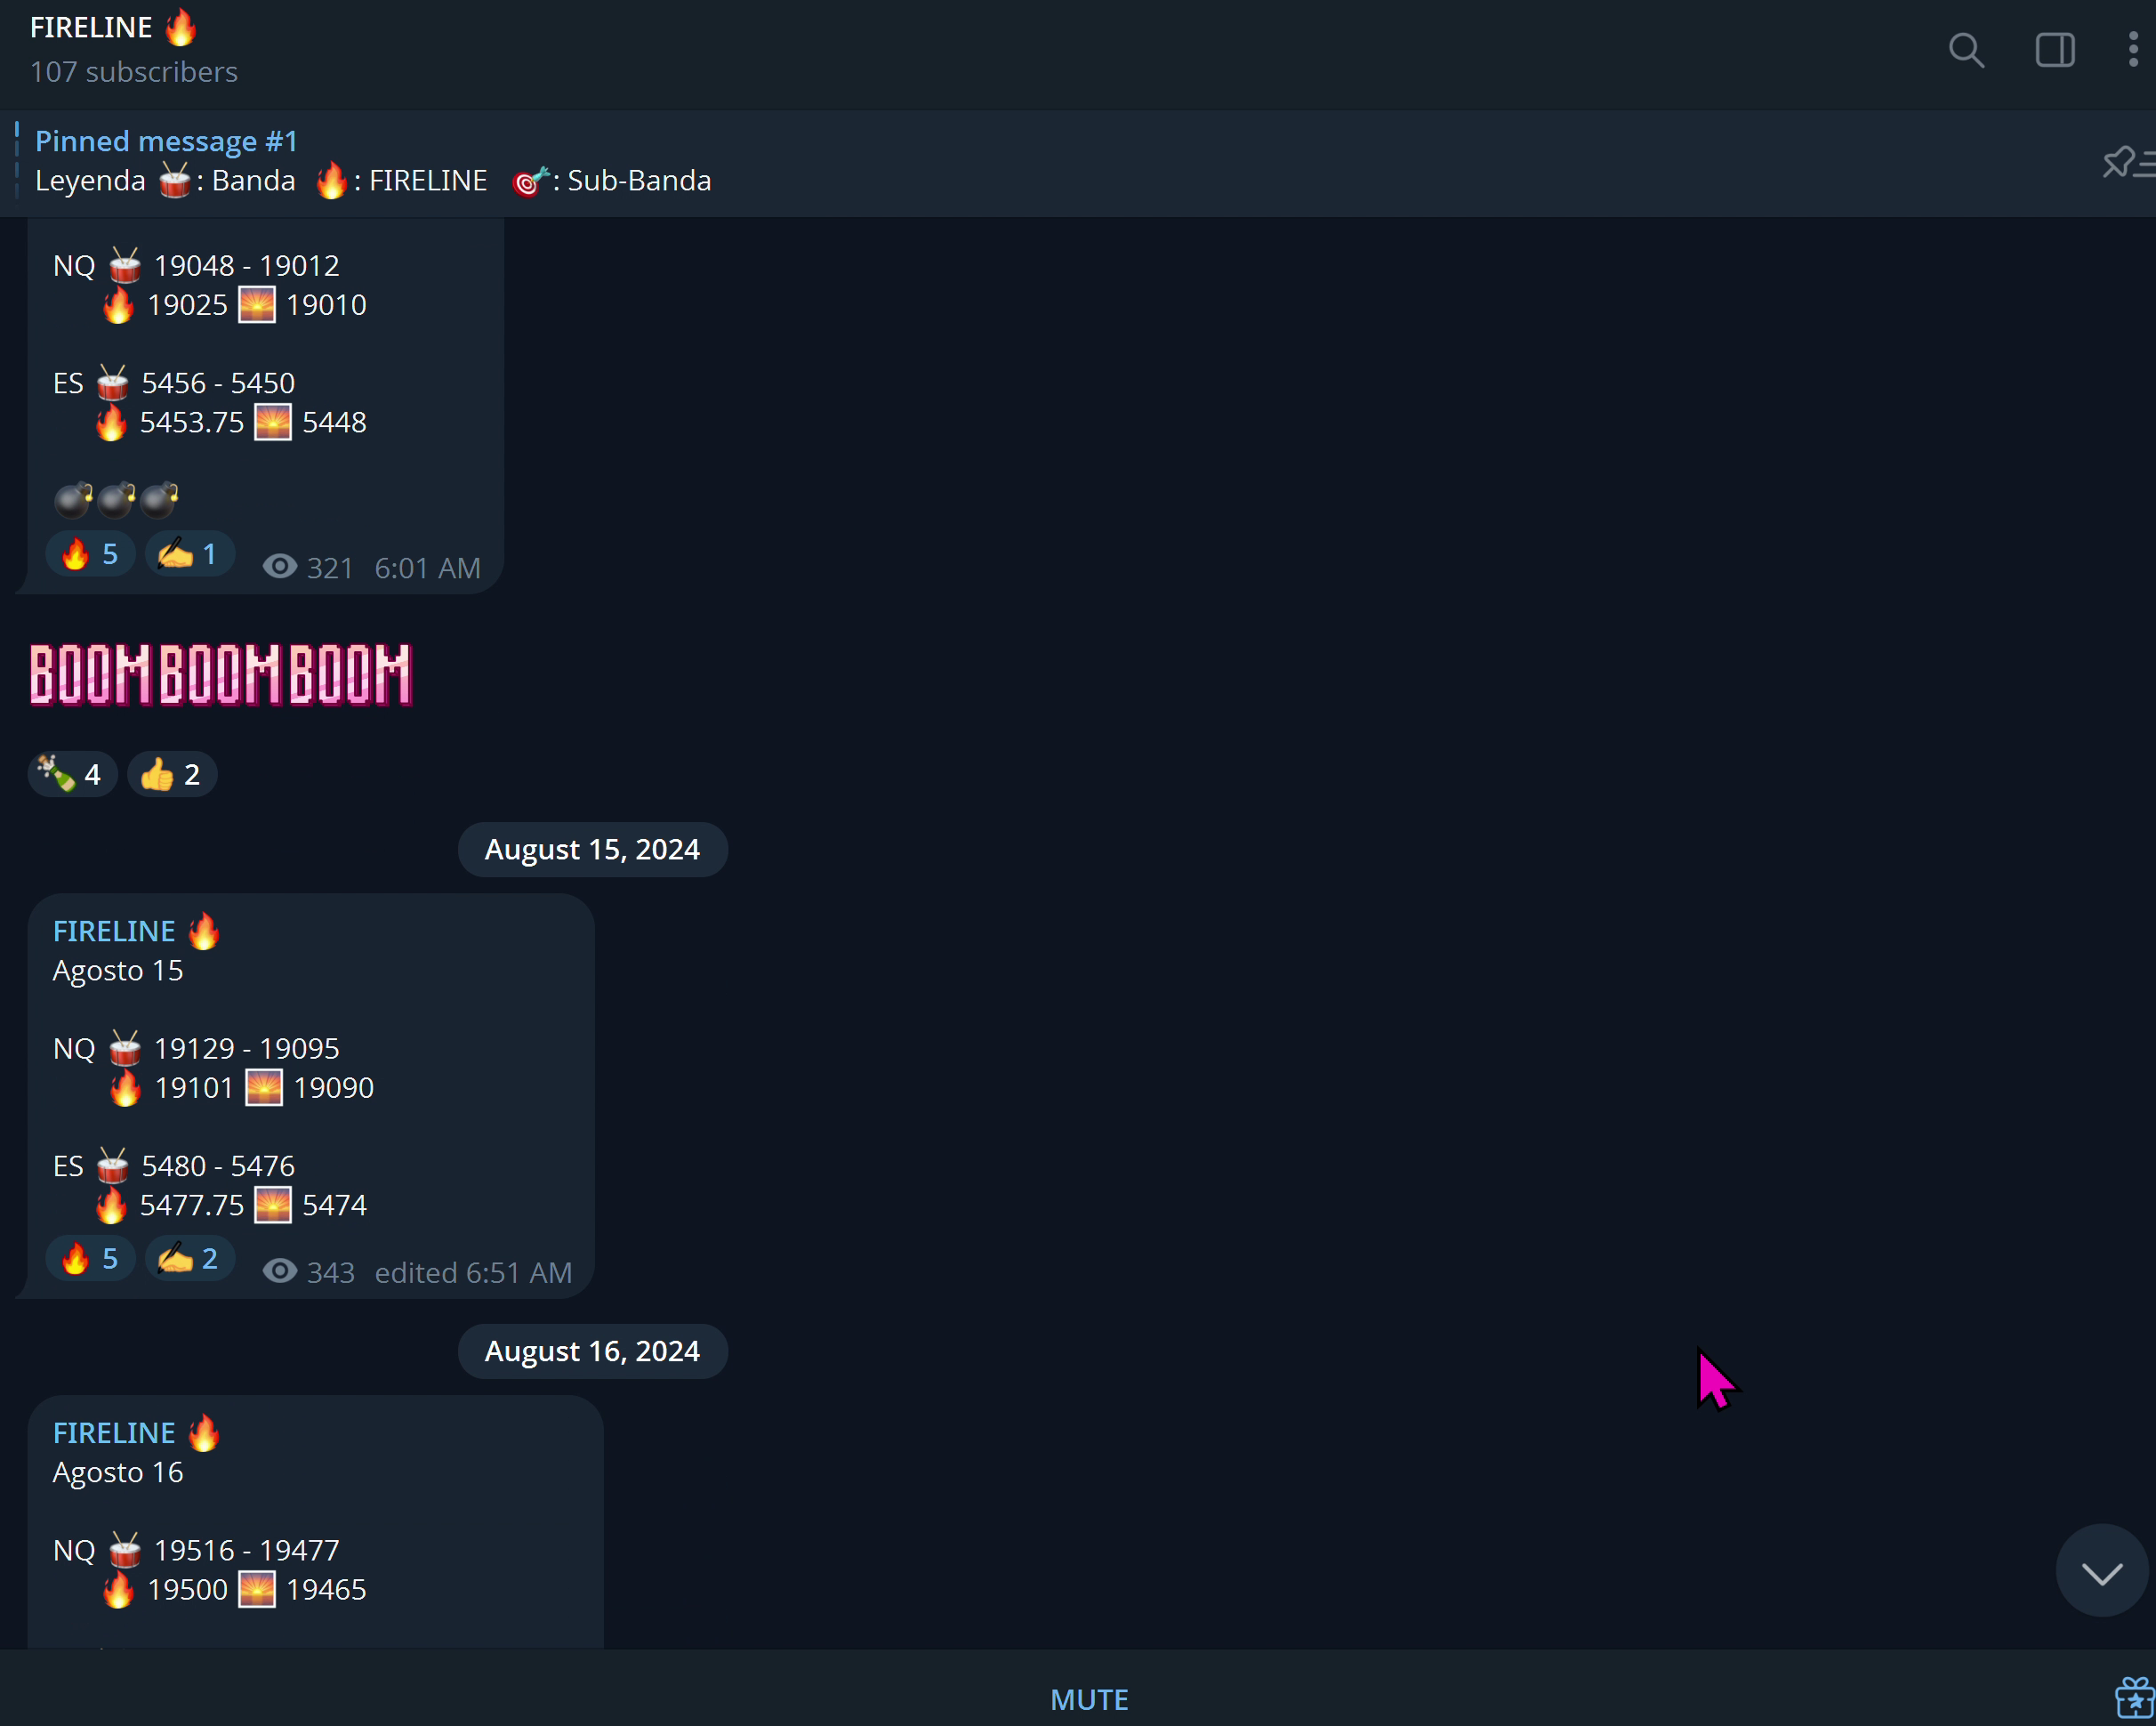 FIRELINE 🔥
107 subscribers
Pinned message #1
Leyenda 🥁: Banda 🔥: FIRELINE 🎯: Sub-Banda
NQ 🥁 19048 - 19012
🔥 19025 🌅 19010
ES 🥁 5456 - 5450
🔥 5453.75 🌅 5448
💣💣💣
🔥 5 ✍️ 1 321 6:01 AM
BOOM BOOM BOOM
🍾 4 👍 2
August 15, 2024
FIRELINE 🔥
Agosto 15
NQ 🥁 19129 - 19095
🔥 19101 🌅 19090
ES 🥁 5480 - 5476
🔥 5477.75 🌅 5474
🔥 5 ✍️ 2 343 edited 6:51 AM
August 16, 2024
FIRELINE 🔥
Agosto 16
NQ 🥁 19516 - 19477
🔥 19500 🌅 19465
MUTE